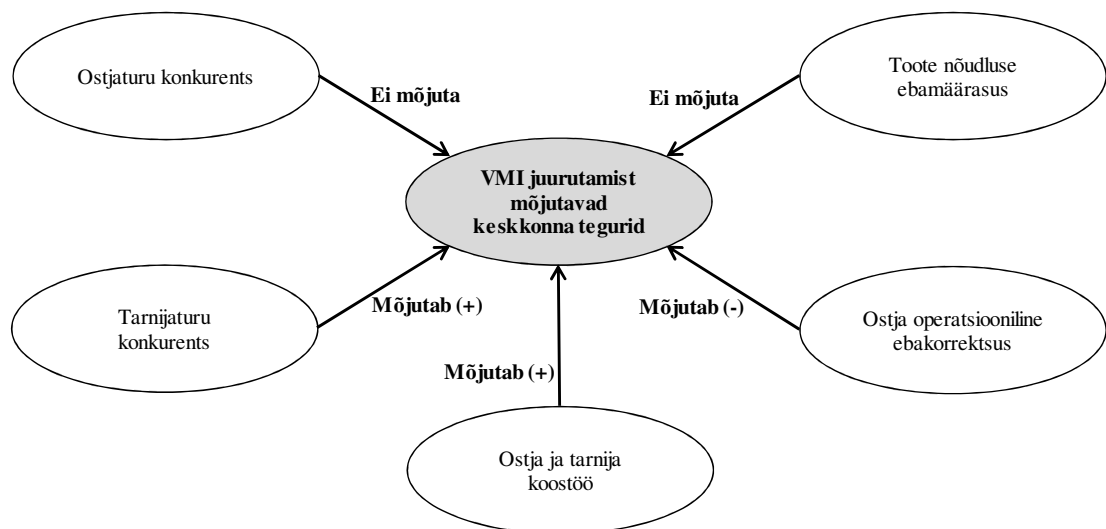 Ostjaturu konkurents
Toote nõudluse
ebamäärasus
Ei mõjuta
Ei mõjuta
VMI juurutamist
mõjutavad
keskkonna tegurid
Tarnijaturu
konkurents
Mõjutab (+)
Mõjutab (-)
Ostja operatsiooniline
ebakorrektsus
Mõjutab (+)
Ostja ja tarnija
koostöö